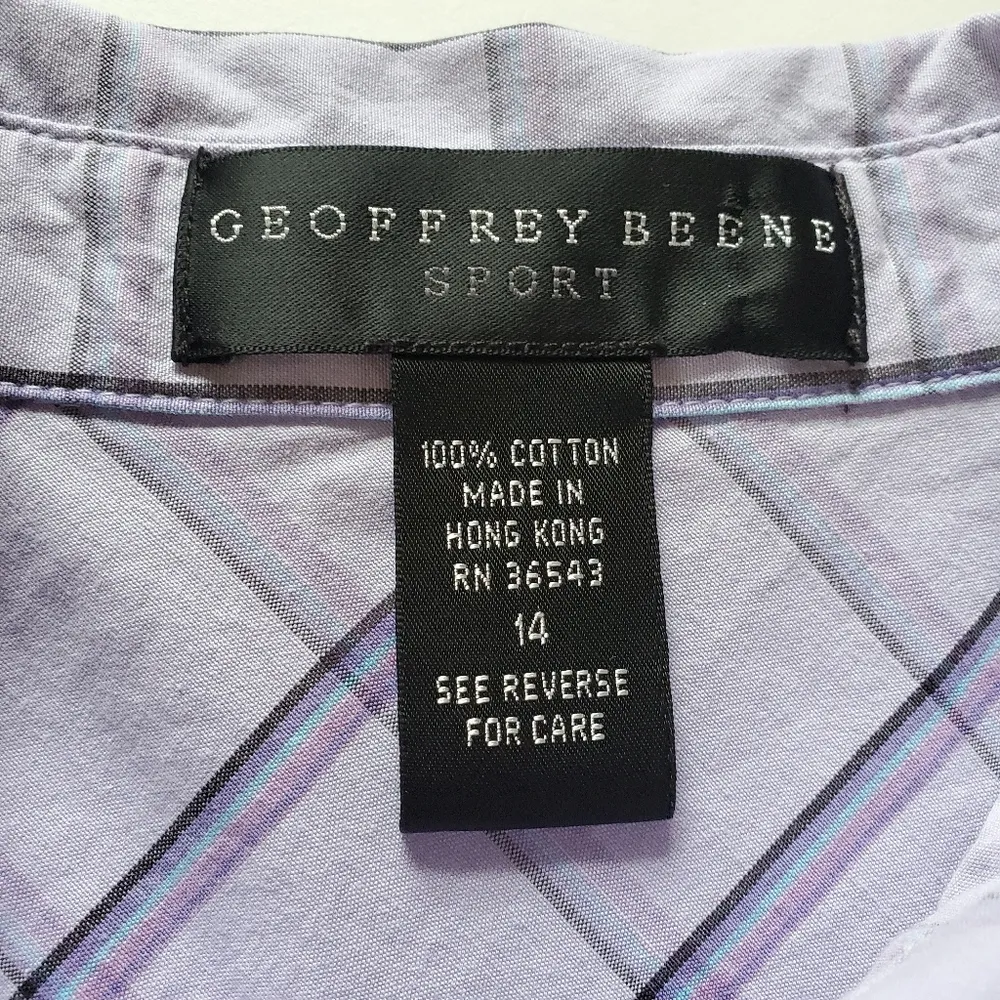 GEOFFREY BEENE
SPORT
100% COTTON
MADE IN
HONG KONG
RN 36543
14
SEE REVERSE
FOR CARE